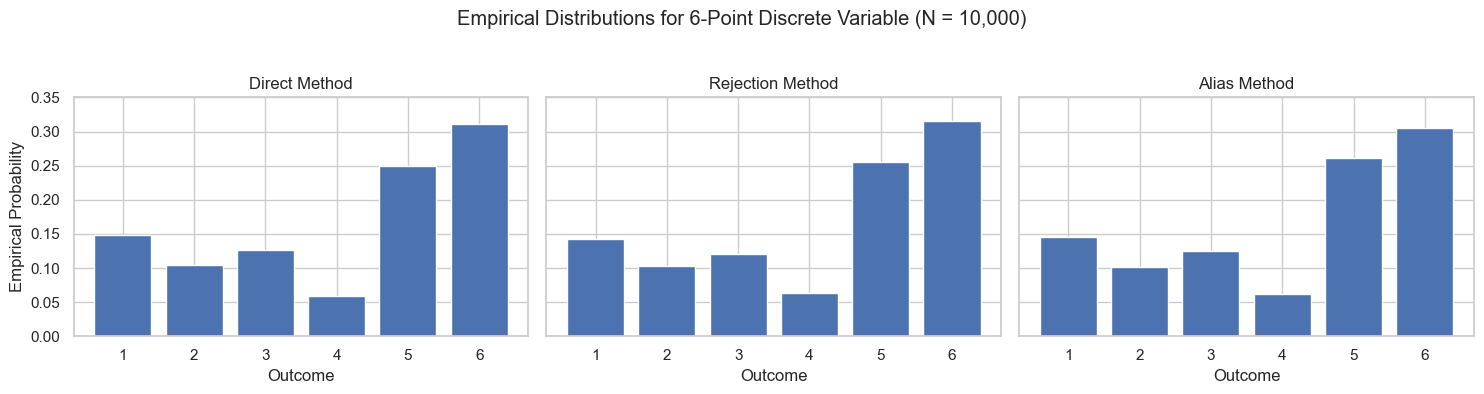 Empirical Distributions for 6-Point Discrete Variable (N = 10,000)
Direct Method
Rejection Method
Alias Method
Empirical Probability
0.35
0.30
0.25
0.20
0.15
0.10
0.05
0.00
1 2 3 4 5 6
1 2 3 4 5 6
1 2 3 4 5 6
Outcome
Outcome
Outcome